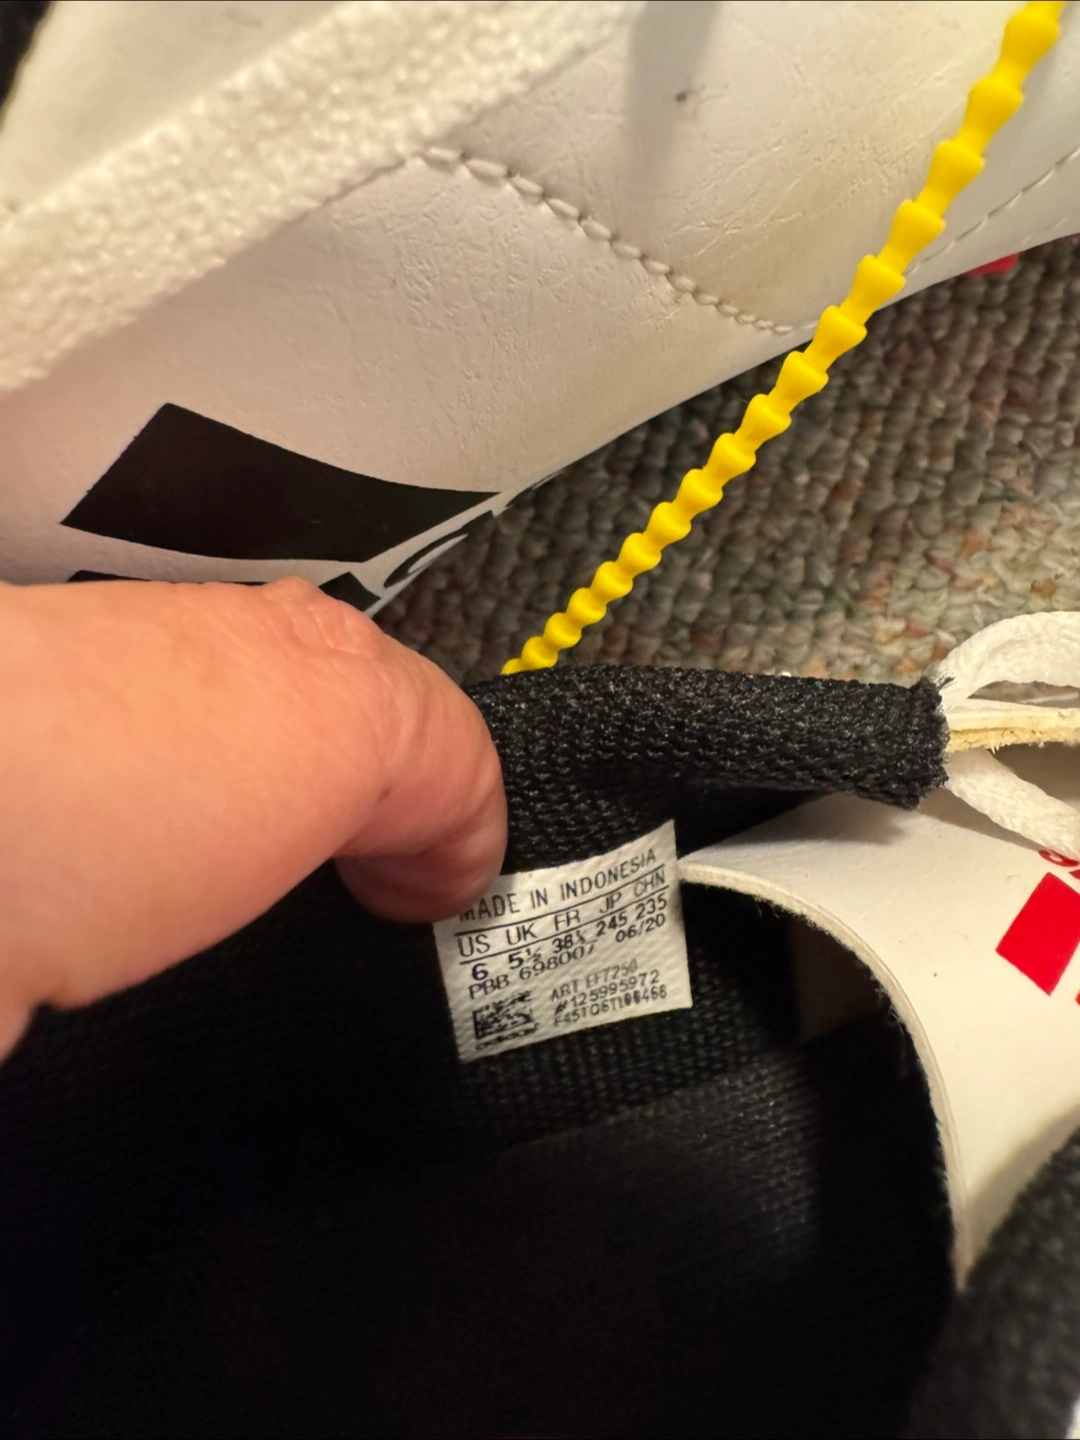 MADE IN INDONESIA
US UK FR JP CHN
6 5½ 38⅔ 245 235
PBB 698007 06/20
ART EF7250
#125995972